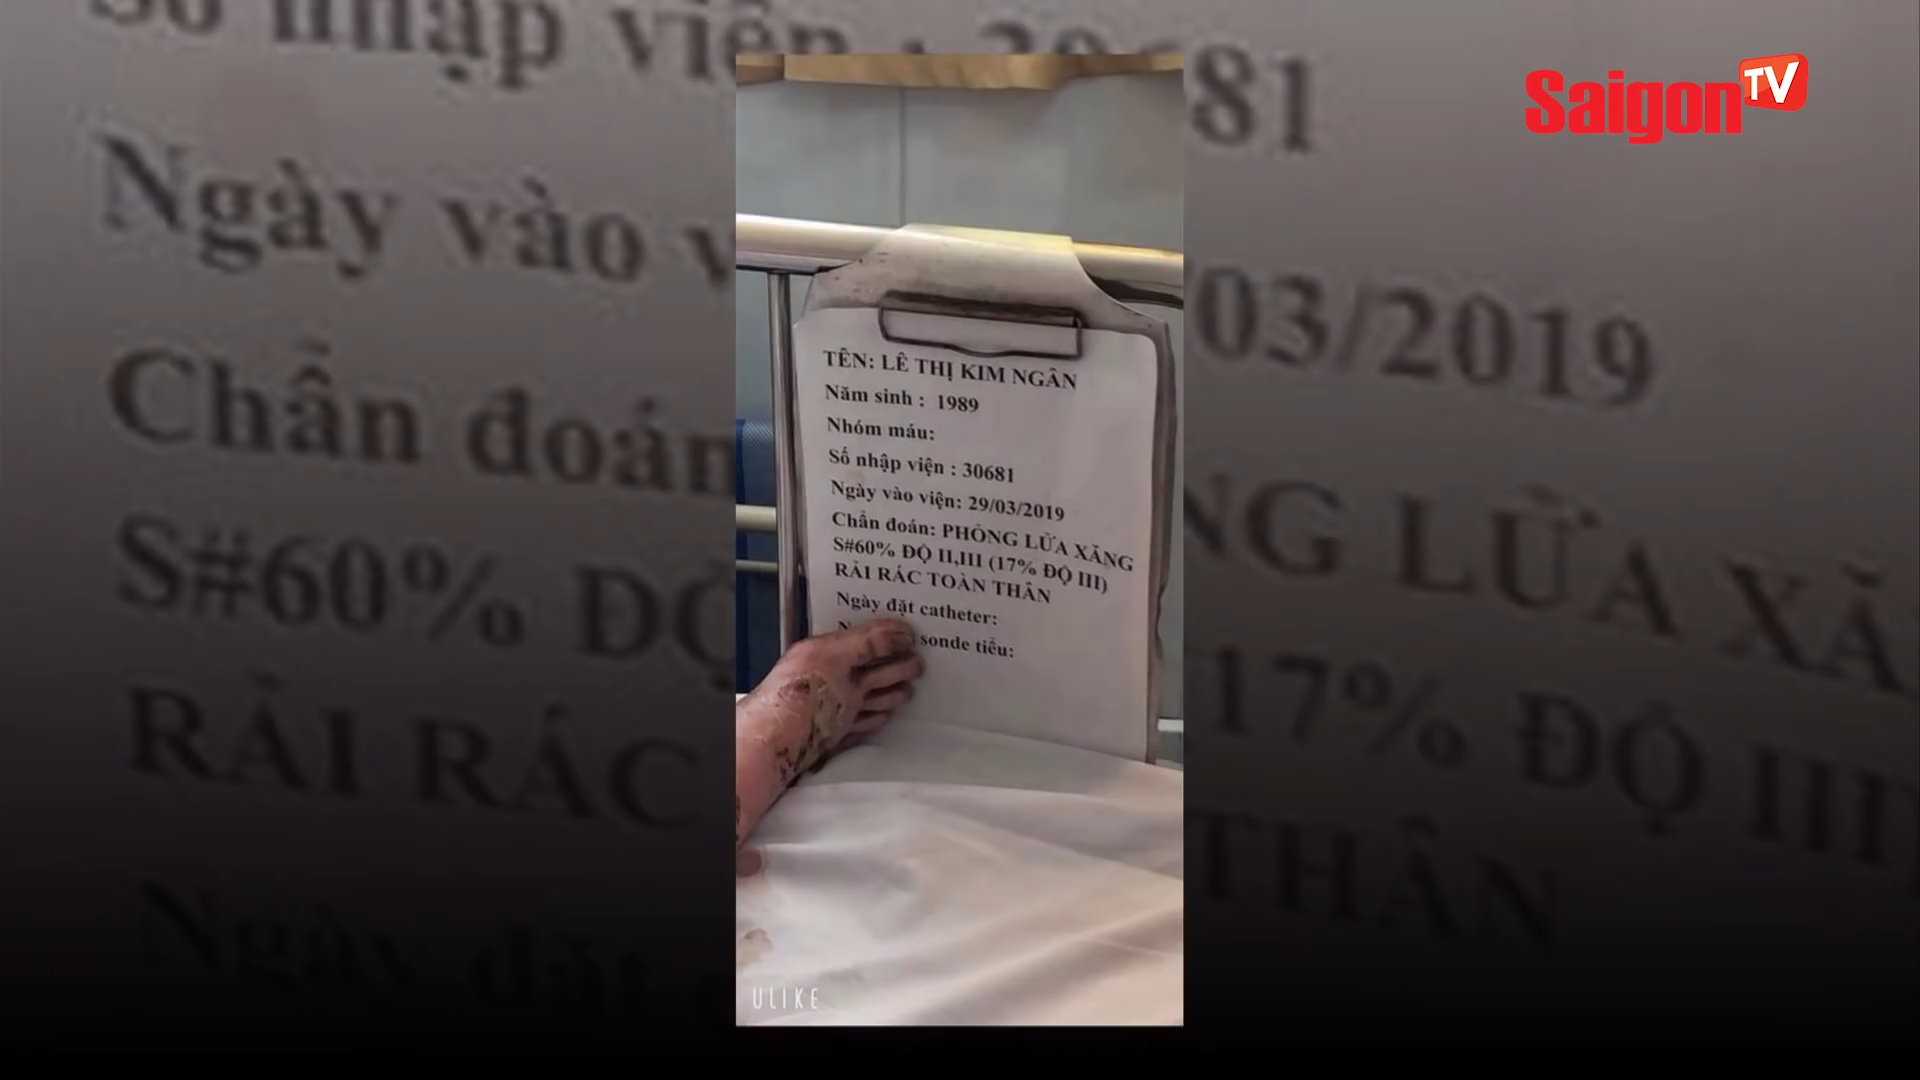 Saigon TV
TÊN: LÊ THỊ KIM NGÂN
Năm sinh : 1989
Nhóm máu:
Số nhập viện : 30681
Ngày vào viện: 29/03/2019
Chẩn đoán: PHỎNG LỬA XĂNG
S#60% ĐỘ II,III (17% ĐỘ III)
RẢI RÁC TOÀN THÂN
Ngày đặt catheter:
sonde tiểu:
ULIKE